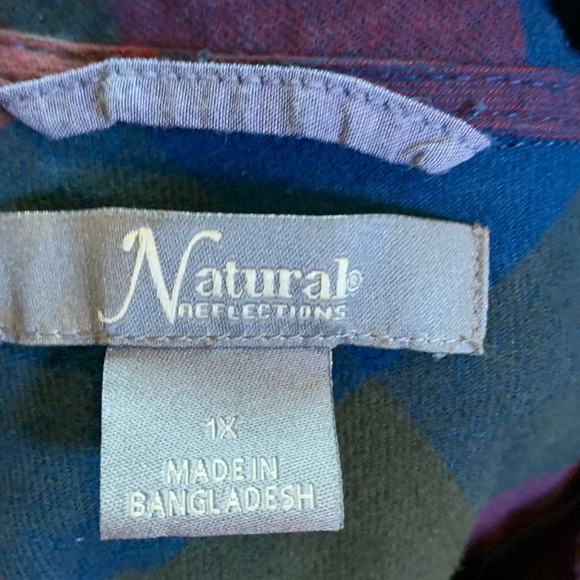 Natural®
REFLECTIONS
1X
MADE IN
BANGLADESH